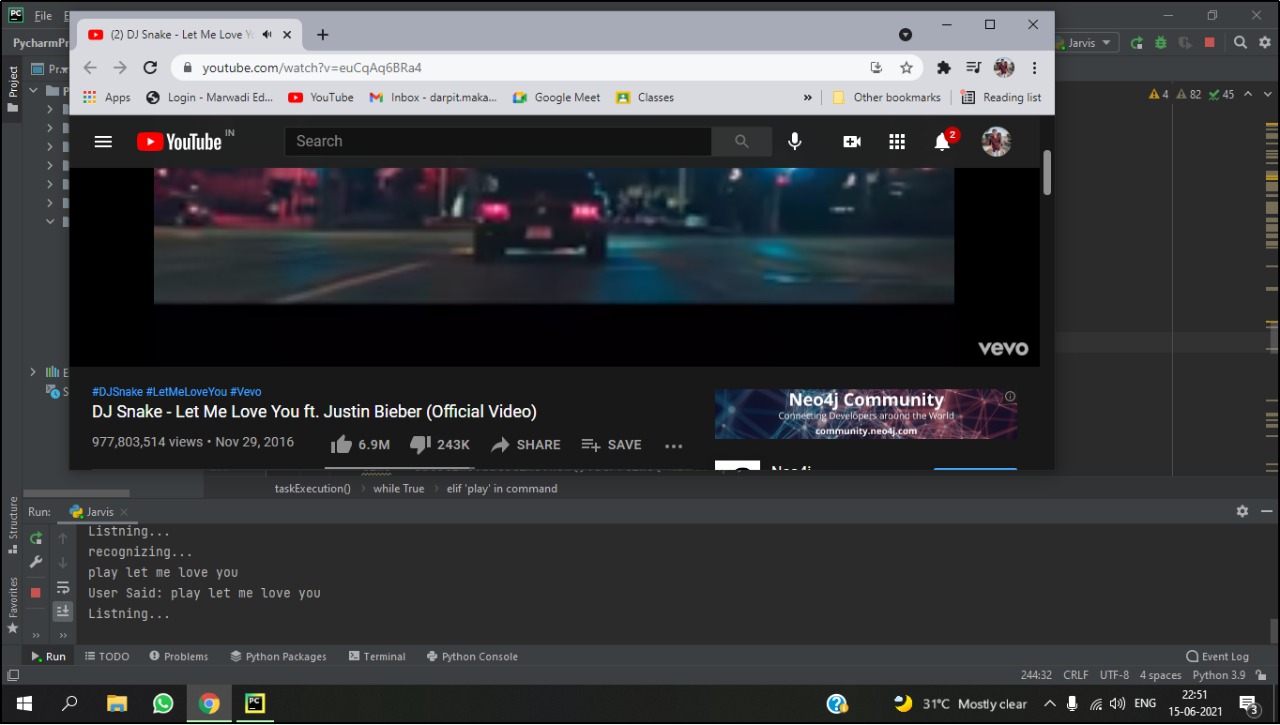 File
(2) DJ Snake - Let Me Love Yo
PycharmPr
Jarvis
youtube.com/watch?v=euCqAq6BRa4
Apps Login - Marwadi Ed... YouTube Inbox - darpit.maka... Google Meet Classes » Other bookmarks Reading list
4 82 45
Project
Pr..
YouTube IN
Search
2
vevo
#DJSnake #LetMeLoveYou #Vevo
DJ Snake - Let Me Love You ft. Justin Bieber (Official Video)
977,803,514 views • Nov 29, 2016
6.9M 243K SHARE SAVE ...
Neo4j Community
Connecting Developers around the World
community.neo4j.com
Neo4j
taskExecution() › while True › elif 'play' in command
Structure
Favorites
Run: Jarvis
Listning...
recognizing...
play let me love you
User Said: play let me love you
Listning...
Run TODO Problems Python Packages Terminal Python Console Event Log
244:32 CRLF UTF-8 4 spaces Python 3.9
31°C Mostly clear ENG 22:51
15-06-2021 3